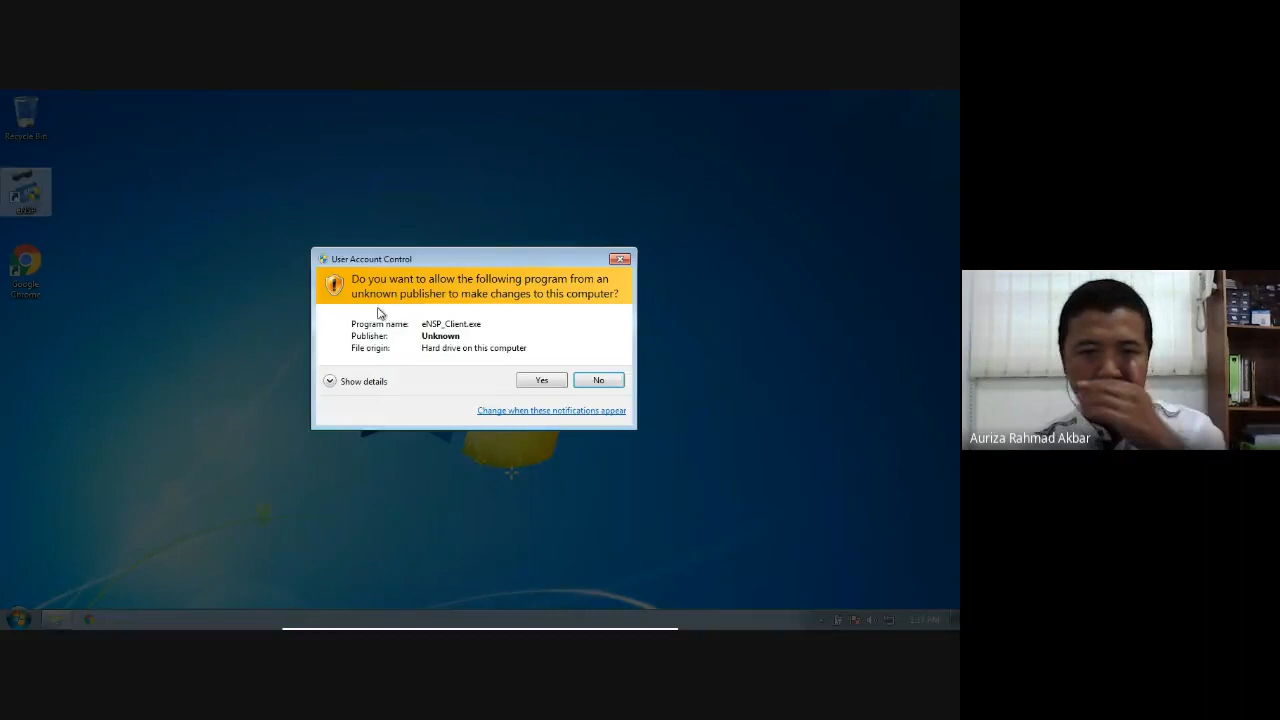 Recycle Bin
eNSP
Google
Chrome
User Account Control
Do you want to allow the following program from an
unknown publisher to make changes to this computer?
Program name: eNSP_Client.exe
Publisher: Unknown
File origin: Hard drive on this computer
Show details
Yes
No
Change when these notifications appear
Auriza Rahmad Akbar